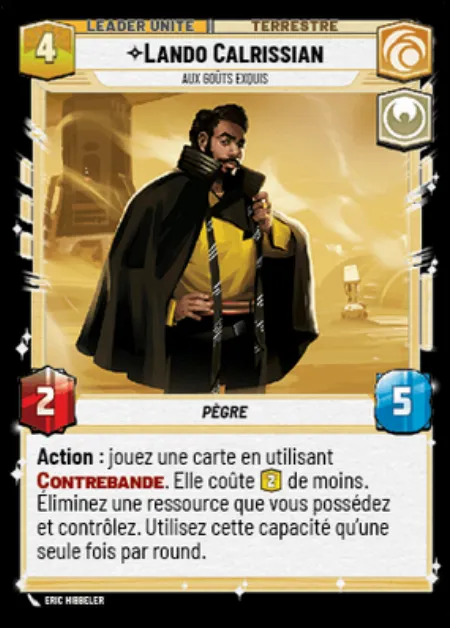 LEADER UNITÉ TERRESTRE
4
LANDO CALRISSIAN
AUX GOÛTS EXQUIS
2
PÈGRE
5
Action : jouez une carte en utilisant
CONTREBANDE. Elle coûte 2 de moins.
Éliminez une ressource que vous possédez
et contrôlez. Utilisez cette capacité qu'une
seule fois par round.
ERIC HIBBELER